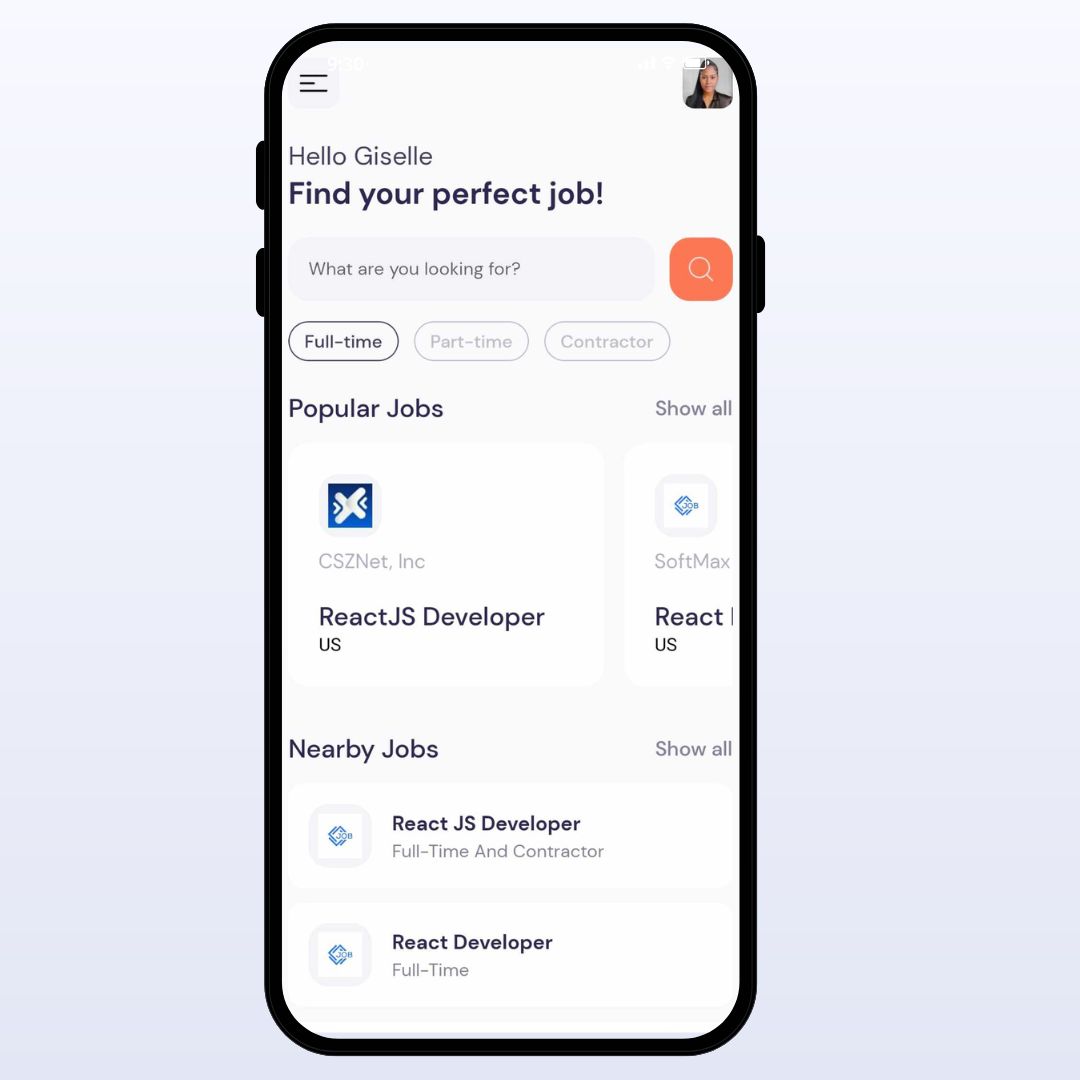 9:30
Hello Giselle
Find your perfect job!
What are you looking for?
Full-time Part-time Contractor
Popular Jobs Show all
JOB
CSZNet, Inc SoftMax
ReactJS Developer React
US US
Nearby Jobs Show all
JOB
React JS Developer
Full-Time And Contractor
JOB
React Developer
Full-Time